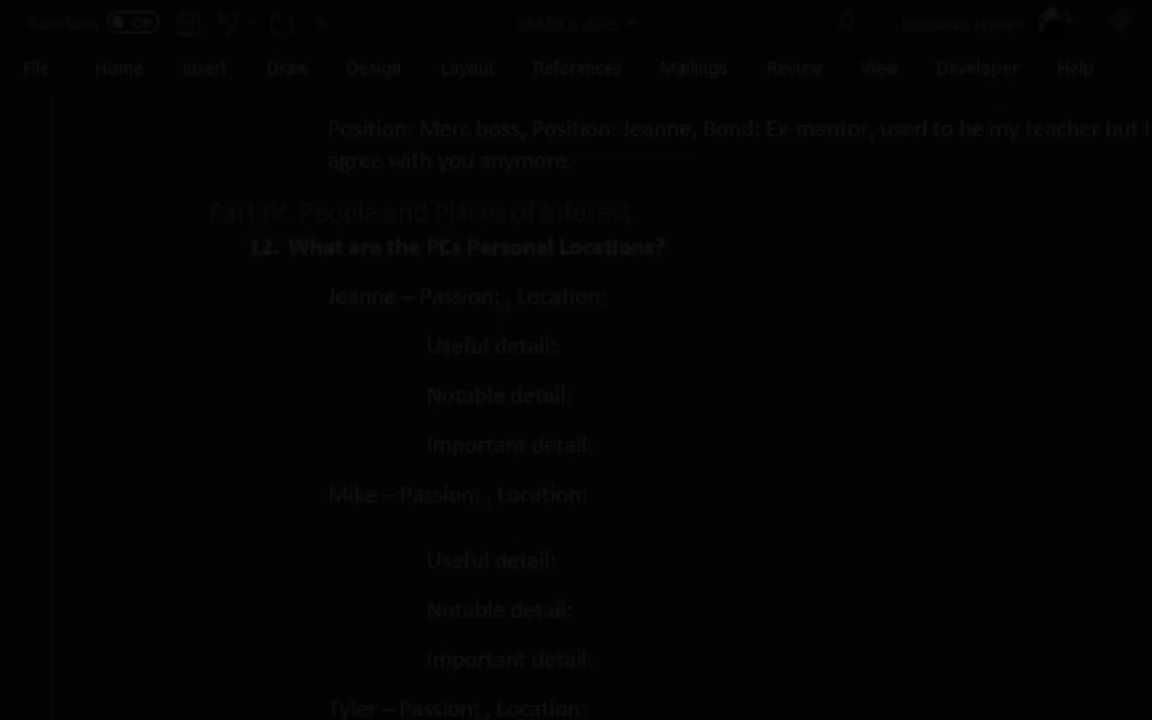 AutoSave Off
File Home Insert Draw Design Layout References Mailings Review View Developer Help
Position: Merc boss, Position: Jeanne, Bond: Ex-mentor, used to be my teacher but I
agree with you anymore.
Part IV: People and Places of Interest
12. What are the PCs Personal Locations?
Jeanne – Passion: , Location:
Useful detail:
Notable detail:
Important detail:
Mike – Passion: , Location:
Useful detail:
Notable detail:
Important detail:
Tyler – Passion: , Location: